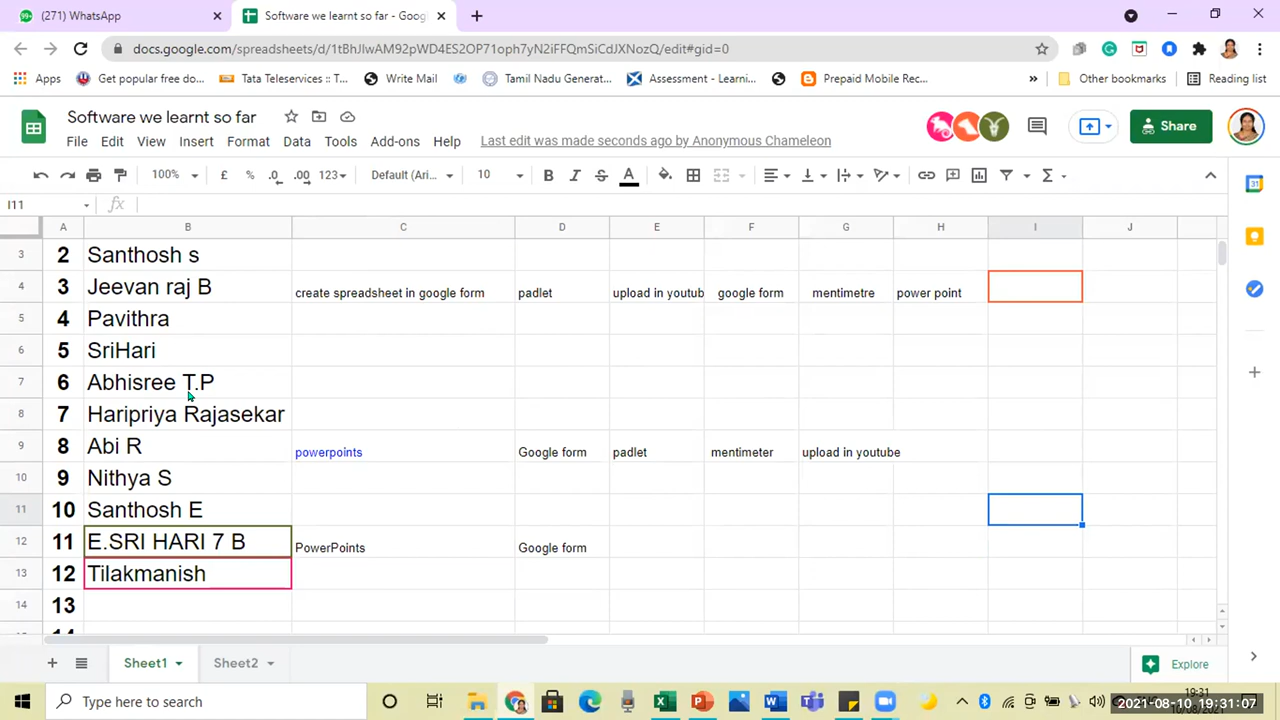 (271) WhatsApp
Software we learnt so far - Goog
docs.google.com/spreadsheets/d/1tBhJIwAM92pWD4ES2OP71oph7yN2iFFQmSiCdJXNozQ/edit#gid=0
Apps Get popular free do... Tata Teleservices :: T... Write Mail Tamil Nadu Generat... Assessment - Learni... Prepaid Mobile Rec... » Other bookmarks Reading list
Software we learnt so far
File Edit View Insert Format Data Tools Add-ons Help Last edit was made seconds ago by Anonymous Chameleon
Share
100% £ % .0 .00 123 Default (Ari... 10 B I S A
I11 fx
A B C D E F G H I J
3 2 Santhosh s
4 3 Jeevan raj B create spreadsheet in google form padlet upload in youtub google form mentimetre power point
5 4 Pavithra
6 5 SriHari
7 6 Abhisree T.P
8 7 Haripriya Rajasekar
9 8 Abi R powerpoints Google form padlet mentimeter upload in youtube
10 9 Nithya S
11 10 Santhosh E
12 11 E.SRI HARI 7 B PowerPoints Google form
13 12 Tilakmanish
14 13
Sheet1 Sheet2 Explore
Type here to search
19:31
2021-08-10, 19:31:07